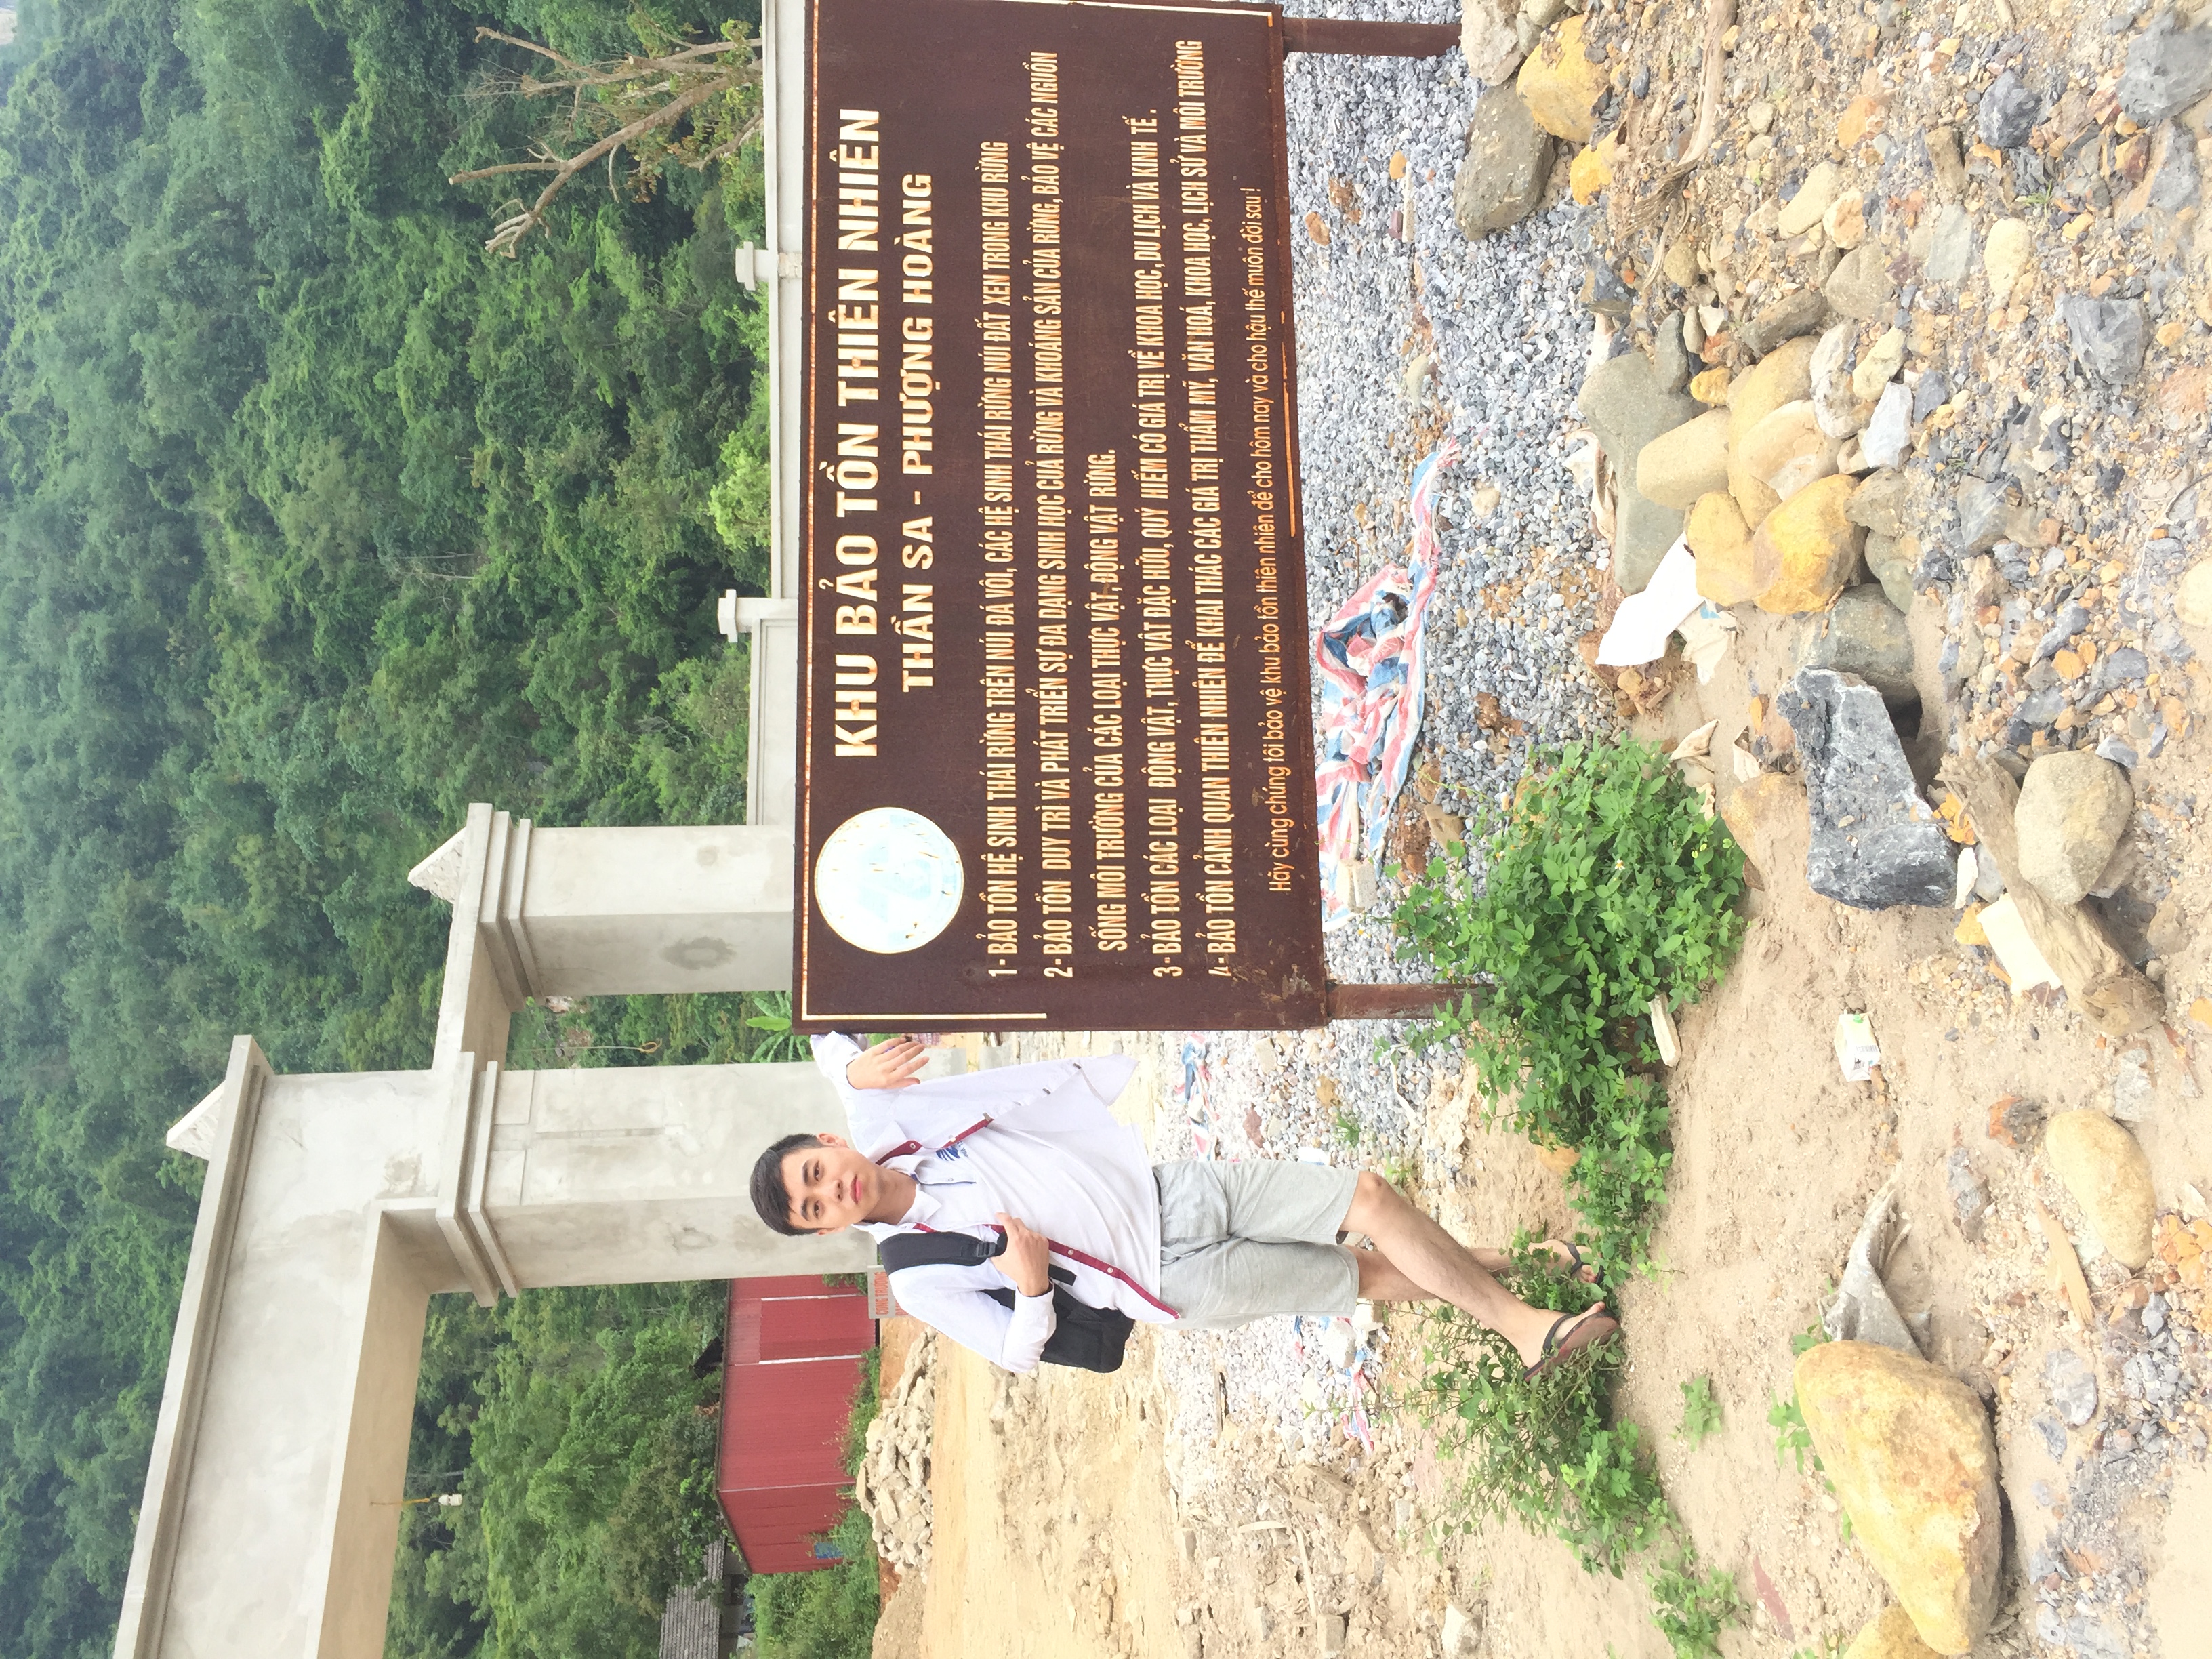 KHU BẢO TỒN THIÊN NHIÊN
THẦN SA - PHƯỢNG HOÀNG
1- BẢO TỒN HỆ SINH THÁI RỪNG TRÊN NÚI ĐÁ VÔI, CÁC HỆ SINH THÁI RỪNG NÚI ĐẤT XEN TRONG KHU RỪNG
2- BẢO TỒN DUY TRÌ VÀ PHÁT TRIỂN SỰ ĐA DẠNG SINH HỌC CUẢ RỪNG VÀ KHOÁNG SẢN CỦA RỪNG, BẢO VỆ CÁC NGUỒN
SỐNG MÔI TRƯỜNG CỦA CÁC LOẠI THỰC VẬT, ĐỘNG VẬT RỪNG.
3- BẢO TỒN CÁC LOẠI ĐỘNG VẬT, THỰC VÂT ĐẶC HỮU, QUÝ HIẾM CÓ GIÁ TRỊ VỀ KHOA HỌC, DU LỊCH VÀ KINH TẾ.
4- BẢO TỒN CẢNH QUAN THIÊN NHIÊN ĐỂ KHAI THÁC CÁC GIÁ TRỊ THẨM MỸ, VĂN HOÁ, KHOA HỌC, LỊCH SỬ VÀ MÔI TRƯỜNG
Hãy cùng chúng tôi bảo vệ khu bảo tồn thiên nhiên để cho hôm nay và cho hậu thế muôn đời sau!
CÔNG TRƯỜNG